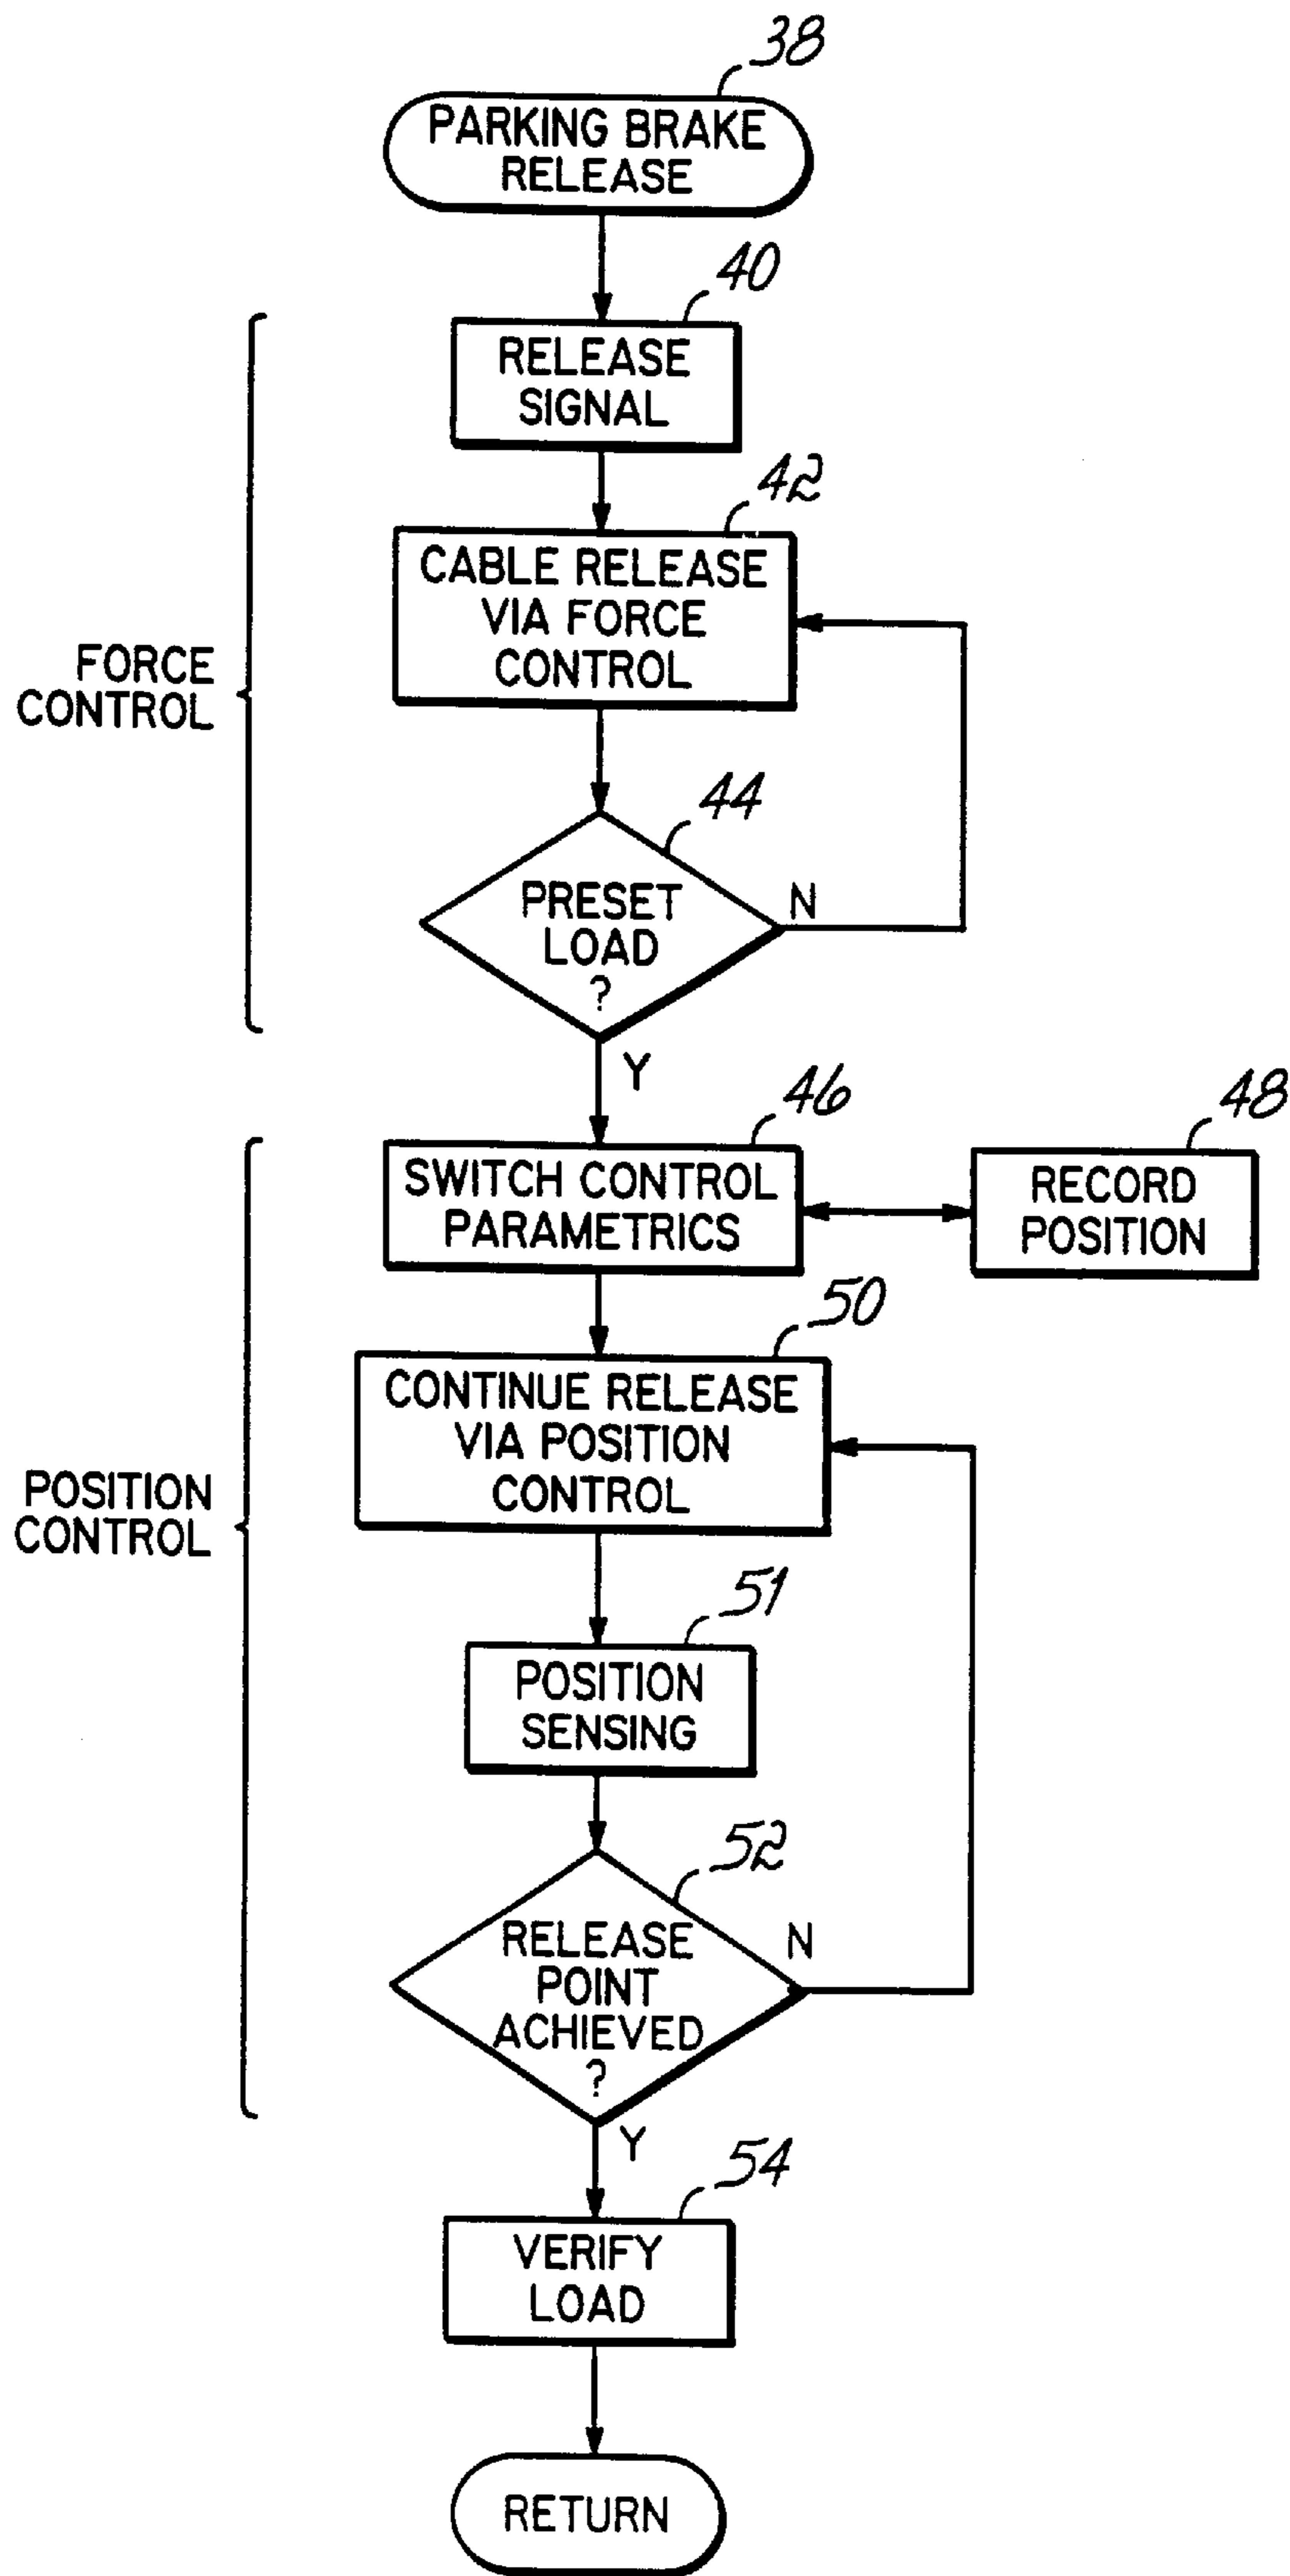 38
PARKING BRAKE
RELEASE
40
RELEASE
SIGNAL
42
CABLE RELEASE
VIA FORCE
CONTROL
FORCE
CONTROL
44
PRESET
LOAD
?
N
Y
46
SWITCH CONTROL
PARAMETRICS
48
RECORD
POSITION
50
CONTINUE RELEASE
VIA POSITION
CONTROL
POSITION
CONTROL
51
POSITION
SENSING
52
RELEASE
POINT
ACHIEVED
?
N
Y
54
VERIFY
LOAD
RETURN